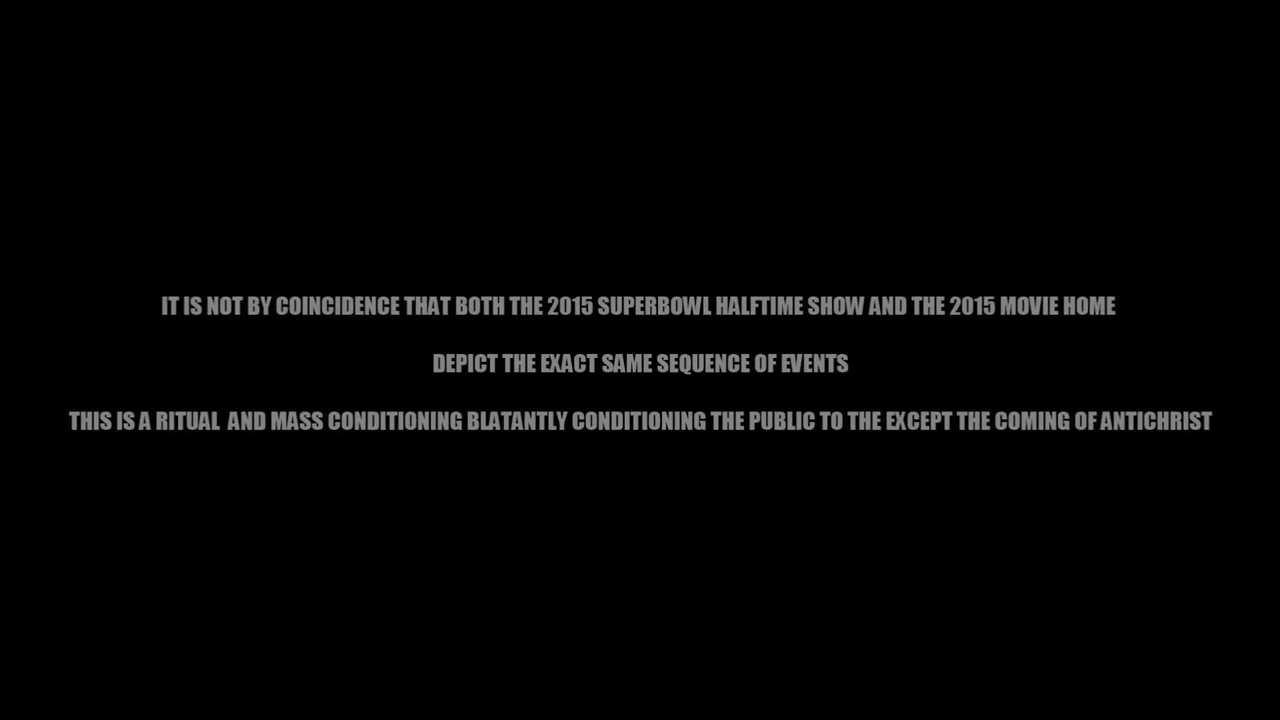 IT IS NOT BY COINCIDENCE THAT BOTH THE 2015 SUPERBOWL HALFTIME SHOW AND THE 2015 MOVIE HOME
DEPICT THE EXACT SAME SEQUENCE OF EVENTS
THIS IS A RITUAL  AND MASS CONDITIONING BLATANTLY CONDITIONING THE PUBLIC TO THE EXCEPT THE COMING OF ANTICHRIST